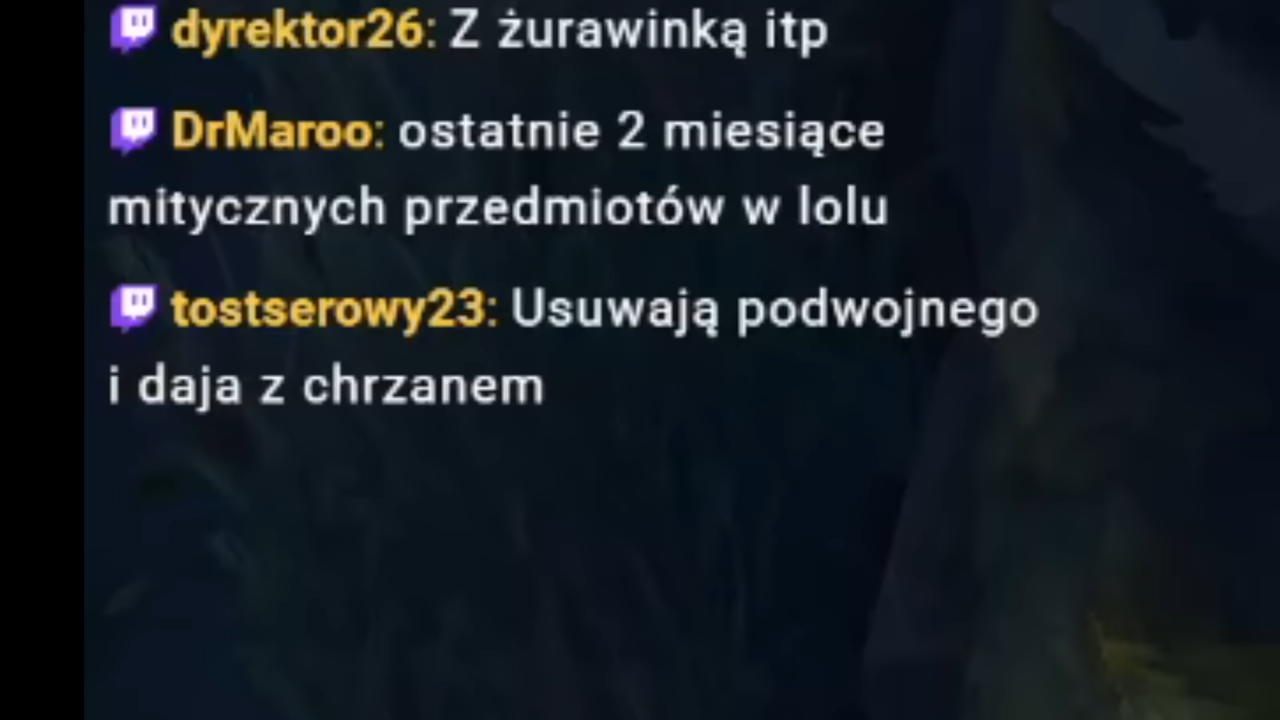 dyrektor26: Z żurawinką itp
DrMaroo: ostatnie 2 miesiące
mitycznych przedmiotów w lolu
tostserowy23: Usuwają podwojnego
i daja z chrzanem